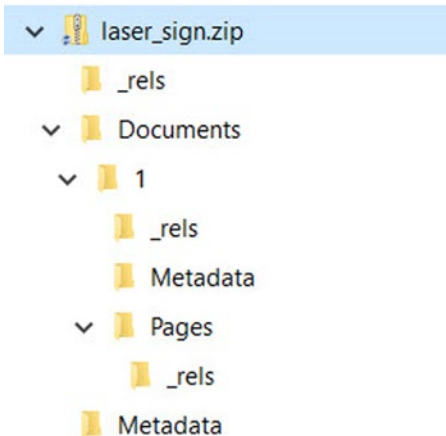 laser_sign.zip
_rels
Documents
1
_rels
Metadata
Pages
_rels
Metadata